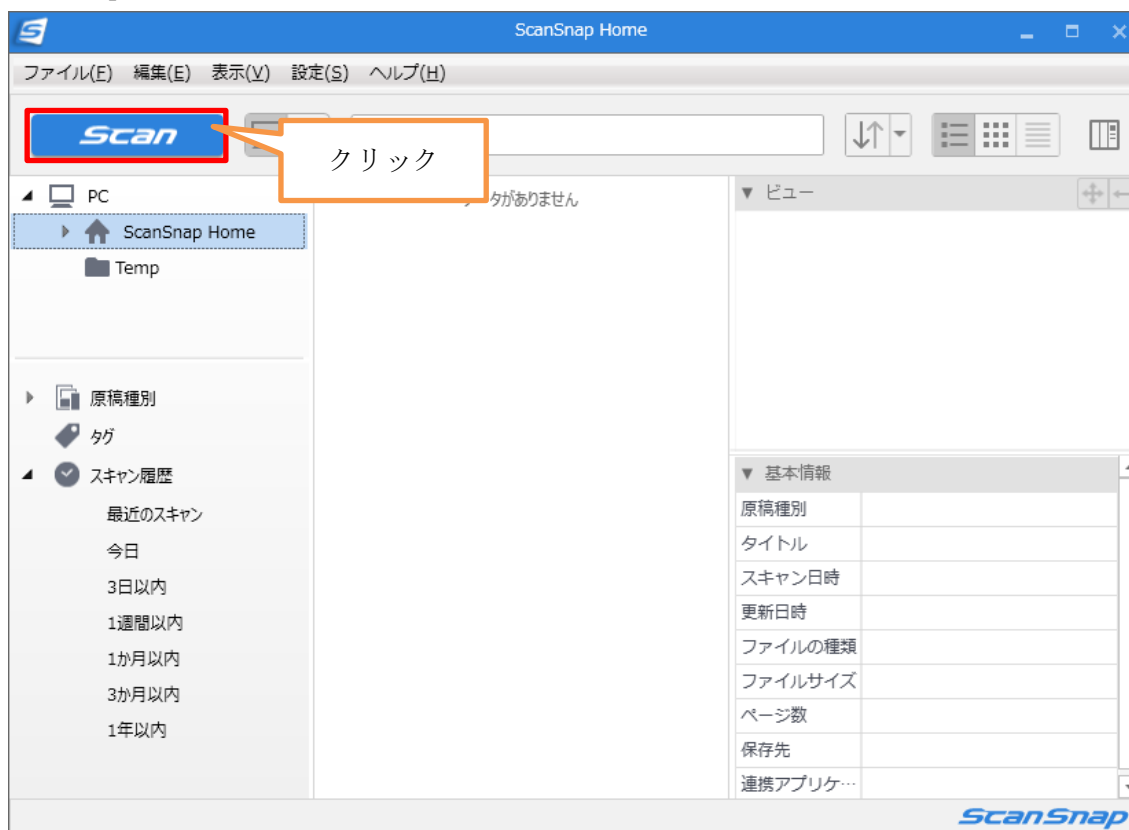 ScanSnap Home
ファイル(F) 編集(E) 表示(V) 設定(S) ヘルプ(H)
Scan
クリック
PC
ScanSnap Home
Temp
原稿種別
タグ
スキャン履歴
最近のスキャン
今日
3日以内
1週間以内
1か月以内
3か月以内
1年以内
タがありません
ビュー
基本情報
原稿種別
タイトル
スキャン日時
更新日時
ファイルの種類
ファイルサイズ
ページ数
保存先
連携アプリケ…
ScanSnap